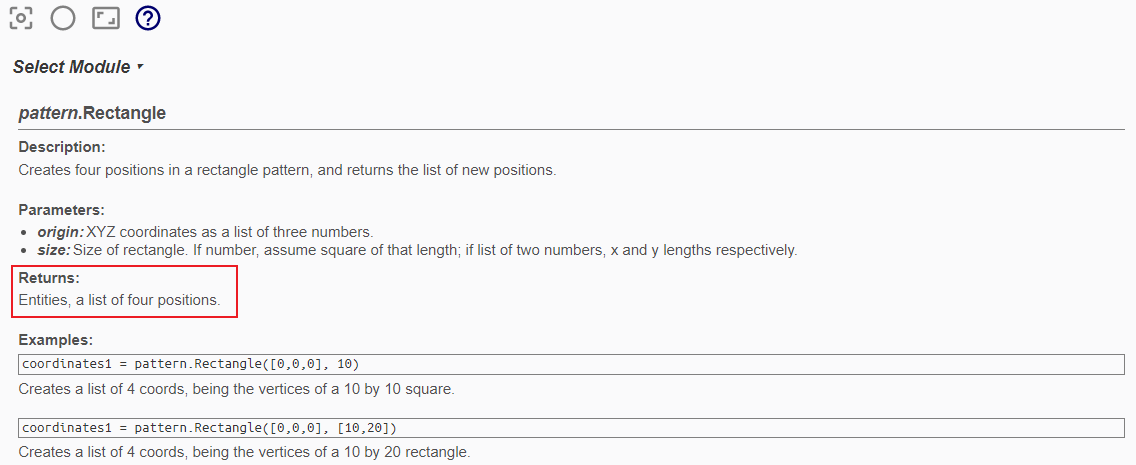 Select Module ▾
pattern.Rectangle
Description:
Creates four positions in a rectangle pattern, and returns the list of new positions.
Parameters:
• origin: XYZ coordinates as a list of three numbers.
• size: Size of rectangle. If number, assume square of that length; if list of two numbers, x and y lengths respectively.
Returns:
Entities, a list of four positions.
Examples:
coordinates1 = pattern.Rectangle([0,0,0], 10)
Creates a list of 4 coords, being the vertices of a 10 by 10 square.
coordinates1 = pattern.Rectangle([0,0,0], [10,20])
Creates a list of 4 coords, being the vertices of a 10 by 20 rectangle.